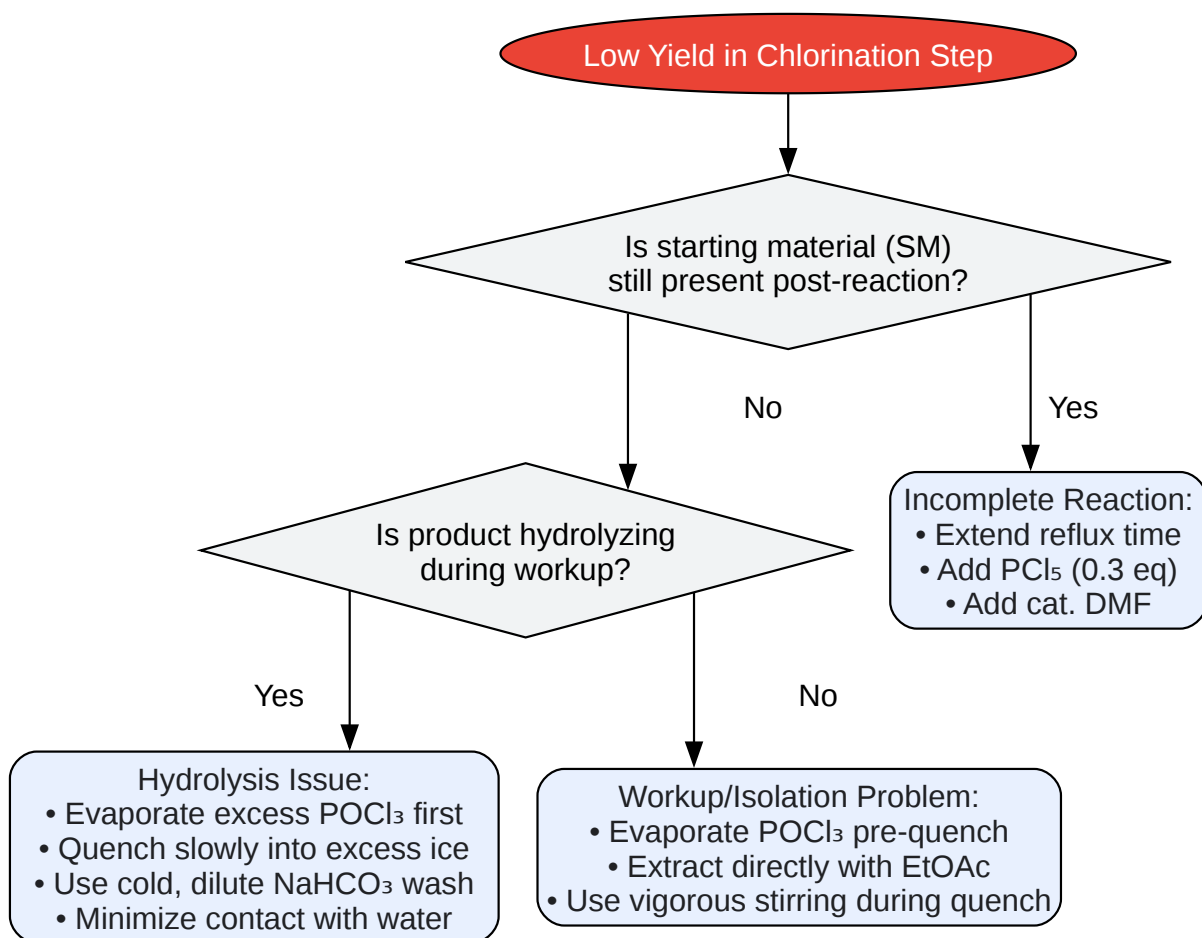 Low Yield in Chlorination Step
Is starting material (SM)
still present post-reaction?
No
Yes
Incomplete Reaction:
• Extend reflux time
• Add PCl₅ (0.3 eq)
• Add cat. DMF
Is product hydrolyzing
during workup?
Yes
No
Hydrolysis Issue:
• Evaporate excess POCl₃ first
• Quench slowly into excess ice
• Use cold, dilute NaHCO₃ wash
• Minimize contact with water
Workup/Isolation Problem:
• Evaporate POCl₃ pre-quench
• Extract directly with EtOAc
• Use vigorous stirring during quench